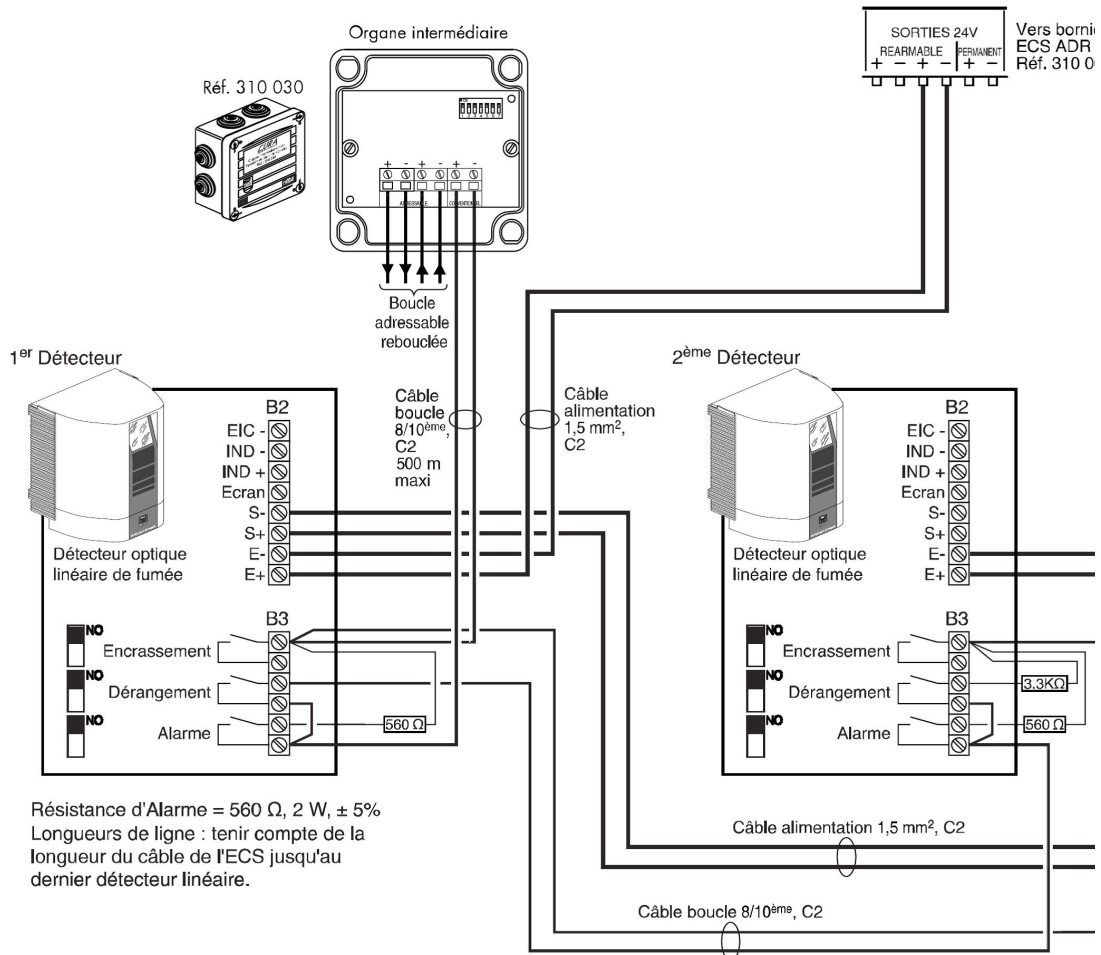 Organe intermédiaire
Réf. 310 030
SORTIES 24V
REARMABLE PERMANENT
+ - + - + -
Vers
ECS ADR
Réf. 310
+ - + - + -
ADRESSABLE CONVENTIONNEL
Boucle
adressable
rebouclée
1er Détecteur
Câble
boucle
8/10ème,
C2
500 m
maxi
Câble
alimentation
1,5 mm²,
C2
2ème Détecteur
B2
EIC -
IND -
IND +
Ecran
S-
S+
E-
E+
Détecteur optique
linéaire de fumée
B3
NO
Encrassement
NO
Dérangement
NO
Alarme
560 Ω
B2
EIC -
IND -
IND +
Ecran
S-
S+
E-
E+
Détecteur optique
linéaire de fumée
B3
NO
Encrassement
NO
Dérangement
3,3KΩ
NO
Alarme
560 Ω
Résistance d'Alarme = 560 Ω, 2 W, ± 5%
Longueurs de ligne : tenir compte de la
longueur du câble de l'ECS jusqu'au
dernier détecteur linéaire.
Câble alimentation 1,5 mm², C2
Câble boucle 8/10ème, C2